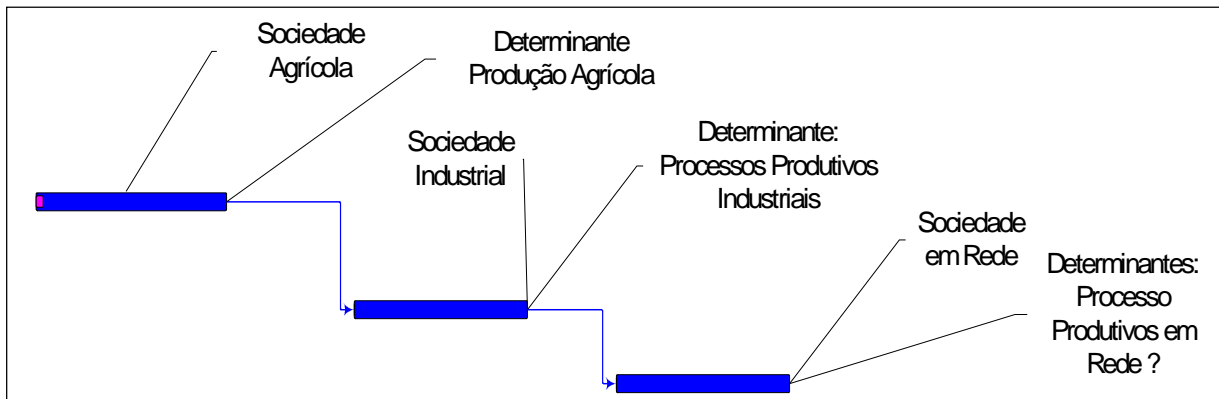 Sociedade
Agrícola
Determinante
Produção Agrícola
Sociedade
Industrial
Determinante:
Processos Produtivos
Industriais
Sociedade
em Rede
Determinantes:
Processo
Produtivos em
Rede ?